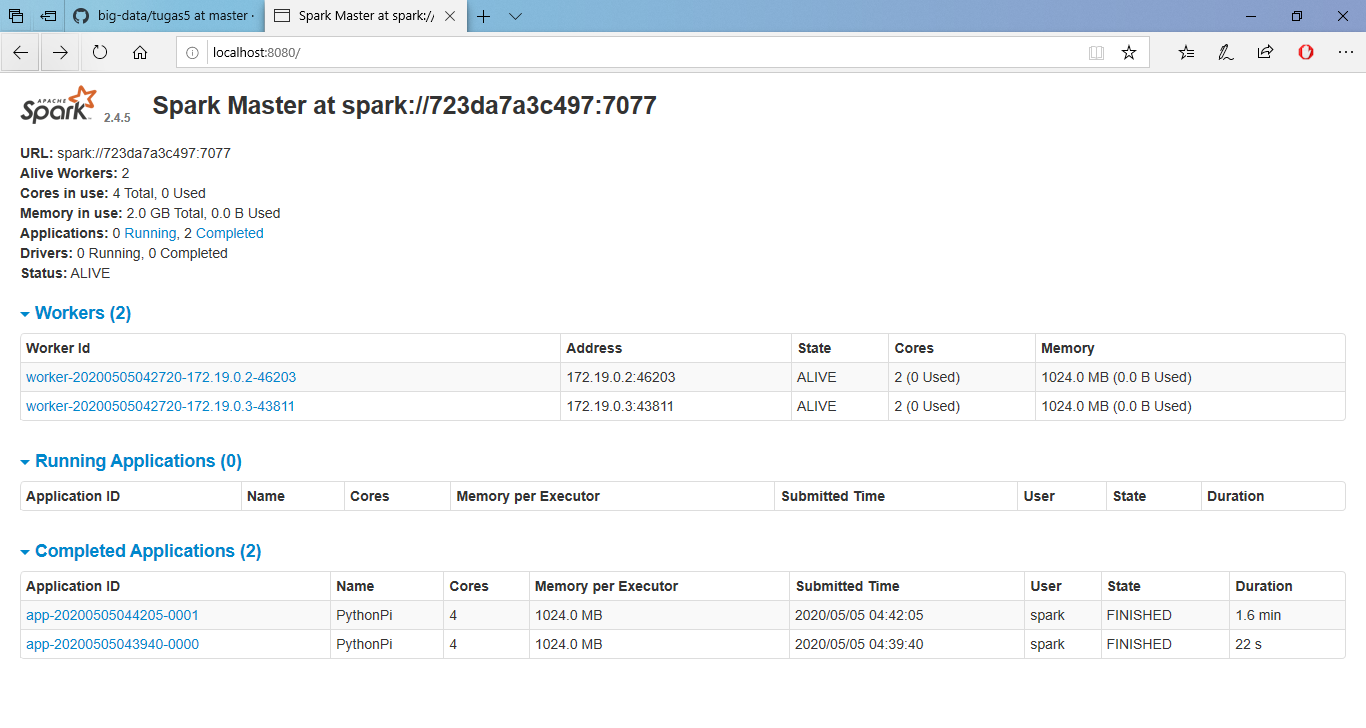 big-data/tugas5 at master ·
Spark Master at spark://
localhost:8080/
APACHE
Spark 2.4.5
Spark Master at spark://723da7a3c497:7077
URL: spark://723da7a3c497:7077
Alive Workers: 2
Cores in use: 4 Total, 0 Used
Memory in use: 2.0 GB Total, 0.0 B Used
Applications: 0 Running, 2 Completed
Drivers: 0 Running, 0 Completed
Status: ALIVE
Workers (2)
Worker Id Address State Cores Memory
worker-20200505042720-172.19.0.2-46203 172.19.0.2:46203 ALIVE 2 (0 Used) 1024.0 MB (0.0 B Used)
worker-20200505042720-172.19.0.3-43811 172.19.0.3:43811 ALIVE 2 (0 Used) 1024.0 MB (0.0 B Used)
Running Applications (0)
Application ID Name Cores Memory per Executor Submitted Time User State Duration
Completed Applications (2)
Application ID Name Cores Memory per Executor Submitted Time User State Duration
app-20200505044205-0001 PythonPi 4 1024.0 MB 2020/05/05 04:42:05 spark FINISHED 1.6 min
app-20200505043940-0000 PythonPi 4 1024.0 MB 2020/05/05 04:39:40 spark FINISHED 22 s